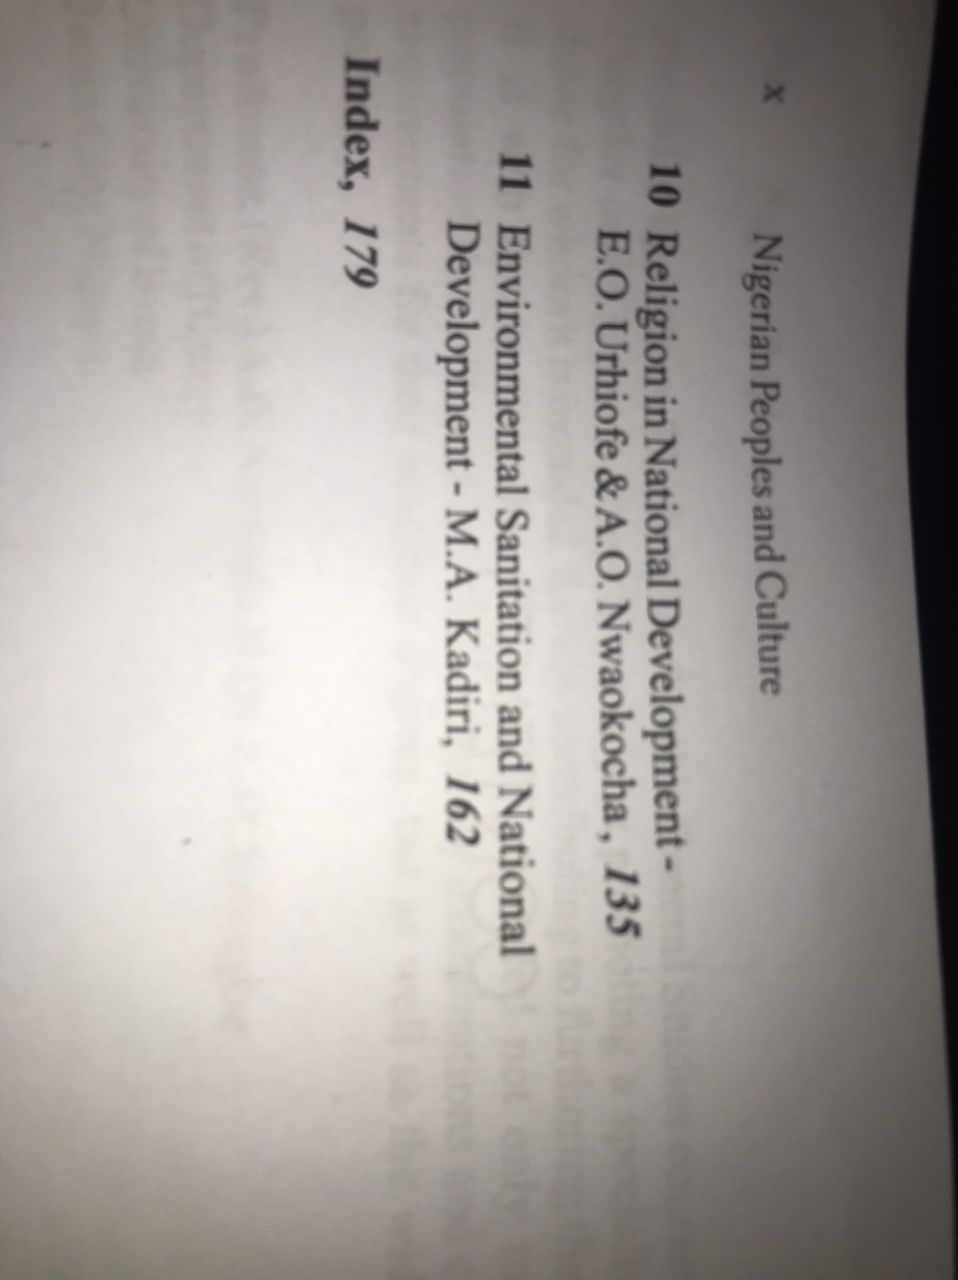 x Nigerian Peoples and Culture
10 Religion in National Development -
E.O. Urhiofe & A.O. Nwaokocha, 135
11 Environmental Sanitation and National
Development - M.A. Kadiri, 162
Index, 179